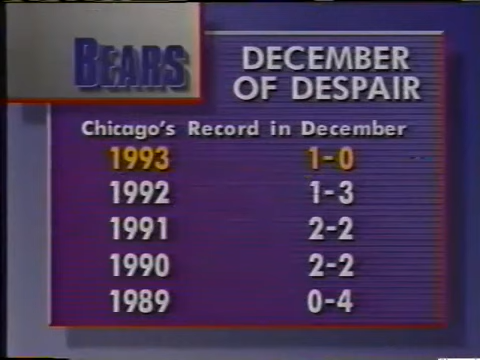 BEARS
DECEMBER
OF DESPAIR
Chicago's Record in December
1993 1-0
1992 1-3
1991 2-2
1990 2-2
1989 0-4